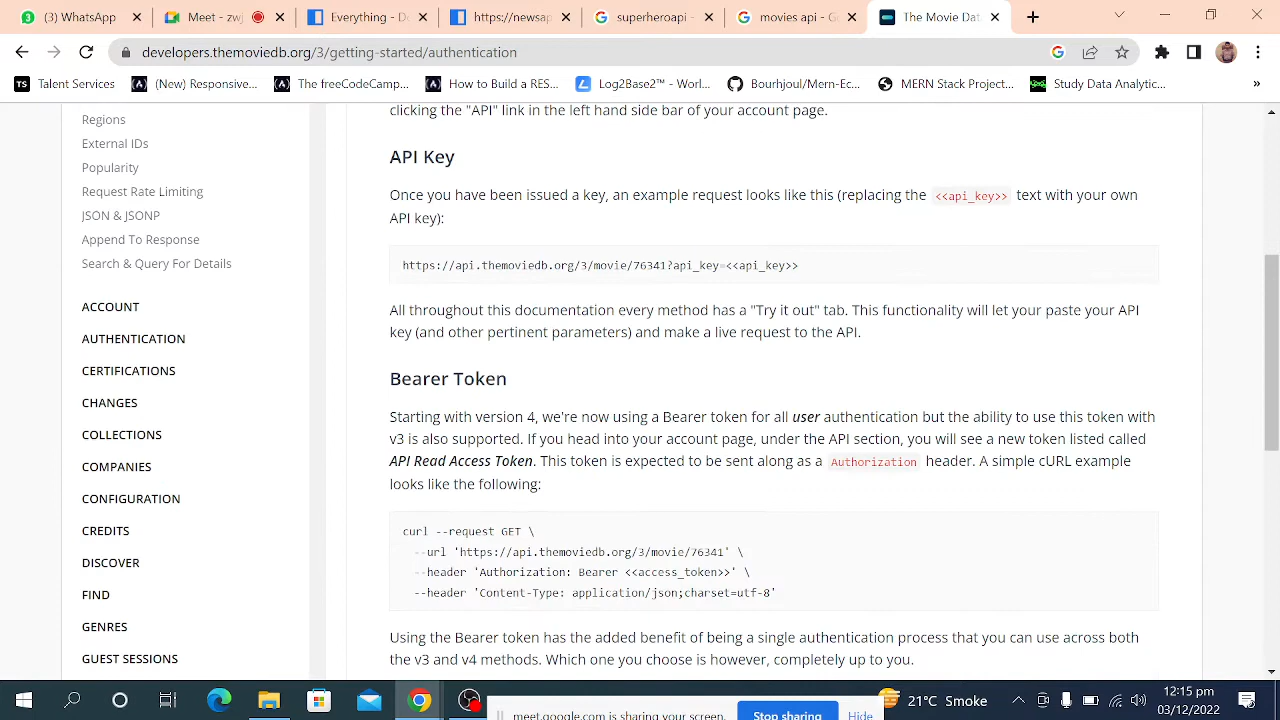 (3) WhatsApp
Meet - zwj
Everything - Do
https://newsap
superheroapi -
movies api - Go
The Movie Dat
developers.themoviedb.org/3/getting-started/authentication
TS Talent Services
(New) Responsive...
The freeCodeCamp...
How to Build a RES...
Log2Base2™ - Worl...
Bourhjoul/Mern-Ec...
MERN Stack Project...
Study Data Analytic...
»
clicking the "API" link in the left hand side bar of your account page.
Regions
External IDs
Popularity
Request Rate Limiting
JSON & JSONP
Append To Response
Search & Query For Details
ACCOUNT
AUTHENTICATION
CERTIFICATIONS
CHANGES
COLLECTIONS
COMPANIES
CONFIGURATION
CREDITS
DISCOVER
FIND
GENRES
GUEST SESSIONS
API Key
Once you have been issued a key, an example request looks like this (replacing the <<api_key>> text with your own
API key):
https://api.themoviedb.org/3/movie/76341?api_key=<<api_key>>
All throughout this documentation every method has a "Try it out" tab. This functionality will let your paste your API
key (and other pertinent parameters) and make a live request to the API.
Bearer Token
Starting with version 4, we're now using a Bearer token for all user authentication but the ability to use this token with
v3 is also supported. If you head into your account page, under the API section, you will see a new token listed called
API Read Access Token. This token is expected to be sent along as a Authorization header. A simple cURL example
looks like the following:
curl --request GET \
--url 'https://api.themoviedb.org/3/movie/76341' \
--header 'Authorization: Bearer <<access_token>>' \
--header 'Content-Type: application/json;charset=utf-8'
Using the Bearer token has the added benefit of being a single authentication process that you can use across both
the v3 and v4 methods. Which one you choose is however, completely up to you.
meet.google.com is sharing your screen.
Stop sharing
Hide
21°C Smoke
12:15 pm
03/12/2022